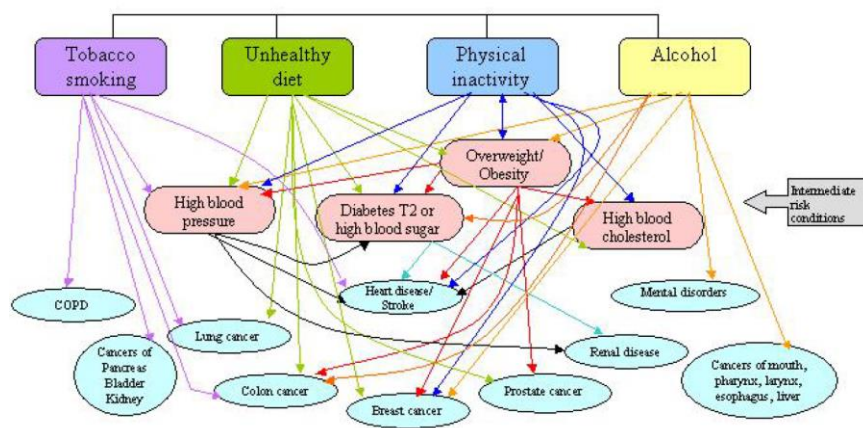 Tobacco
smoking
Unhealthy
diet
Physical
inactivity
Alcohol
Overweight/
Obesity
High blood
pressure
Diabetes T2 or
high blood sugar
High blood
cholesterol
Intermediate
risk
conditions
COPD
Lung cancer
Heart disease/
Stroke
Mental disorders
Cancers of
Pancreas
Bladder
Kidney
Colon cancer
Breast cancer
Prostate cancer
Renal disease
Cancers of mouth,
pharynx, larynx,
esophagus, liver